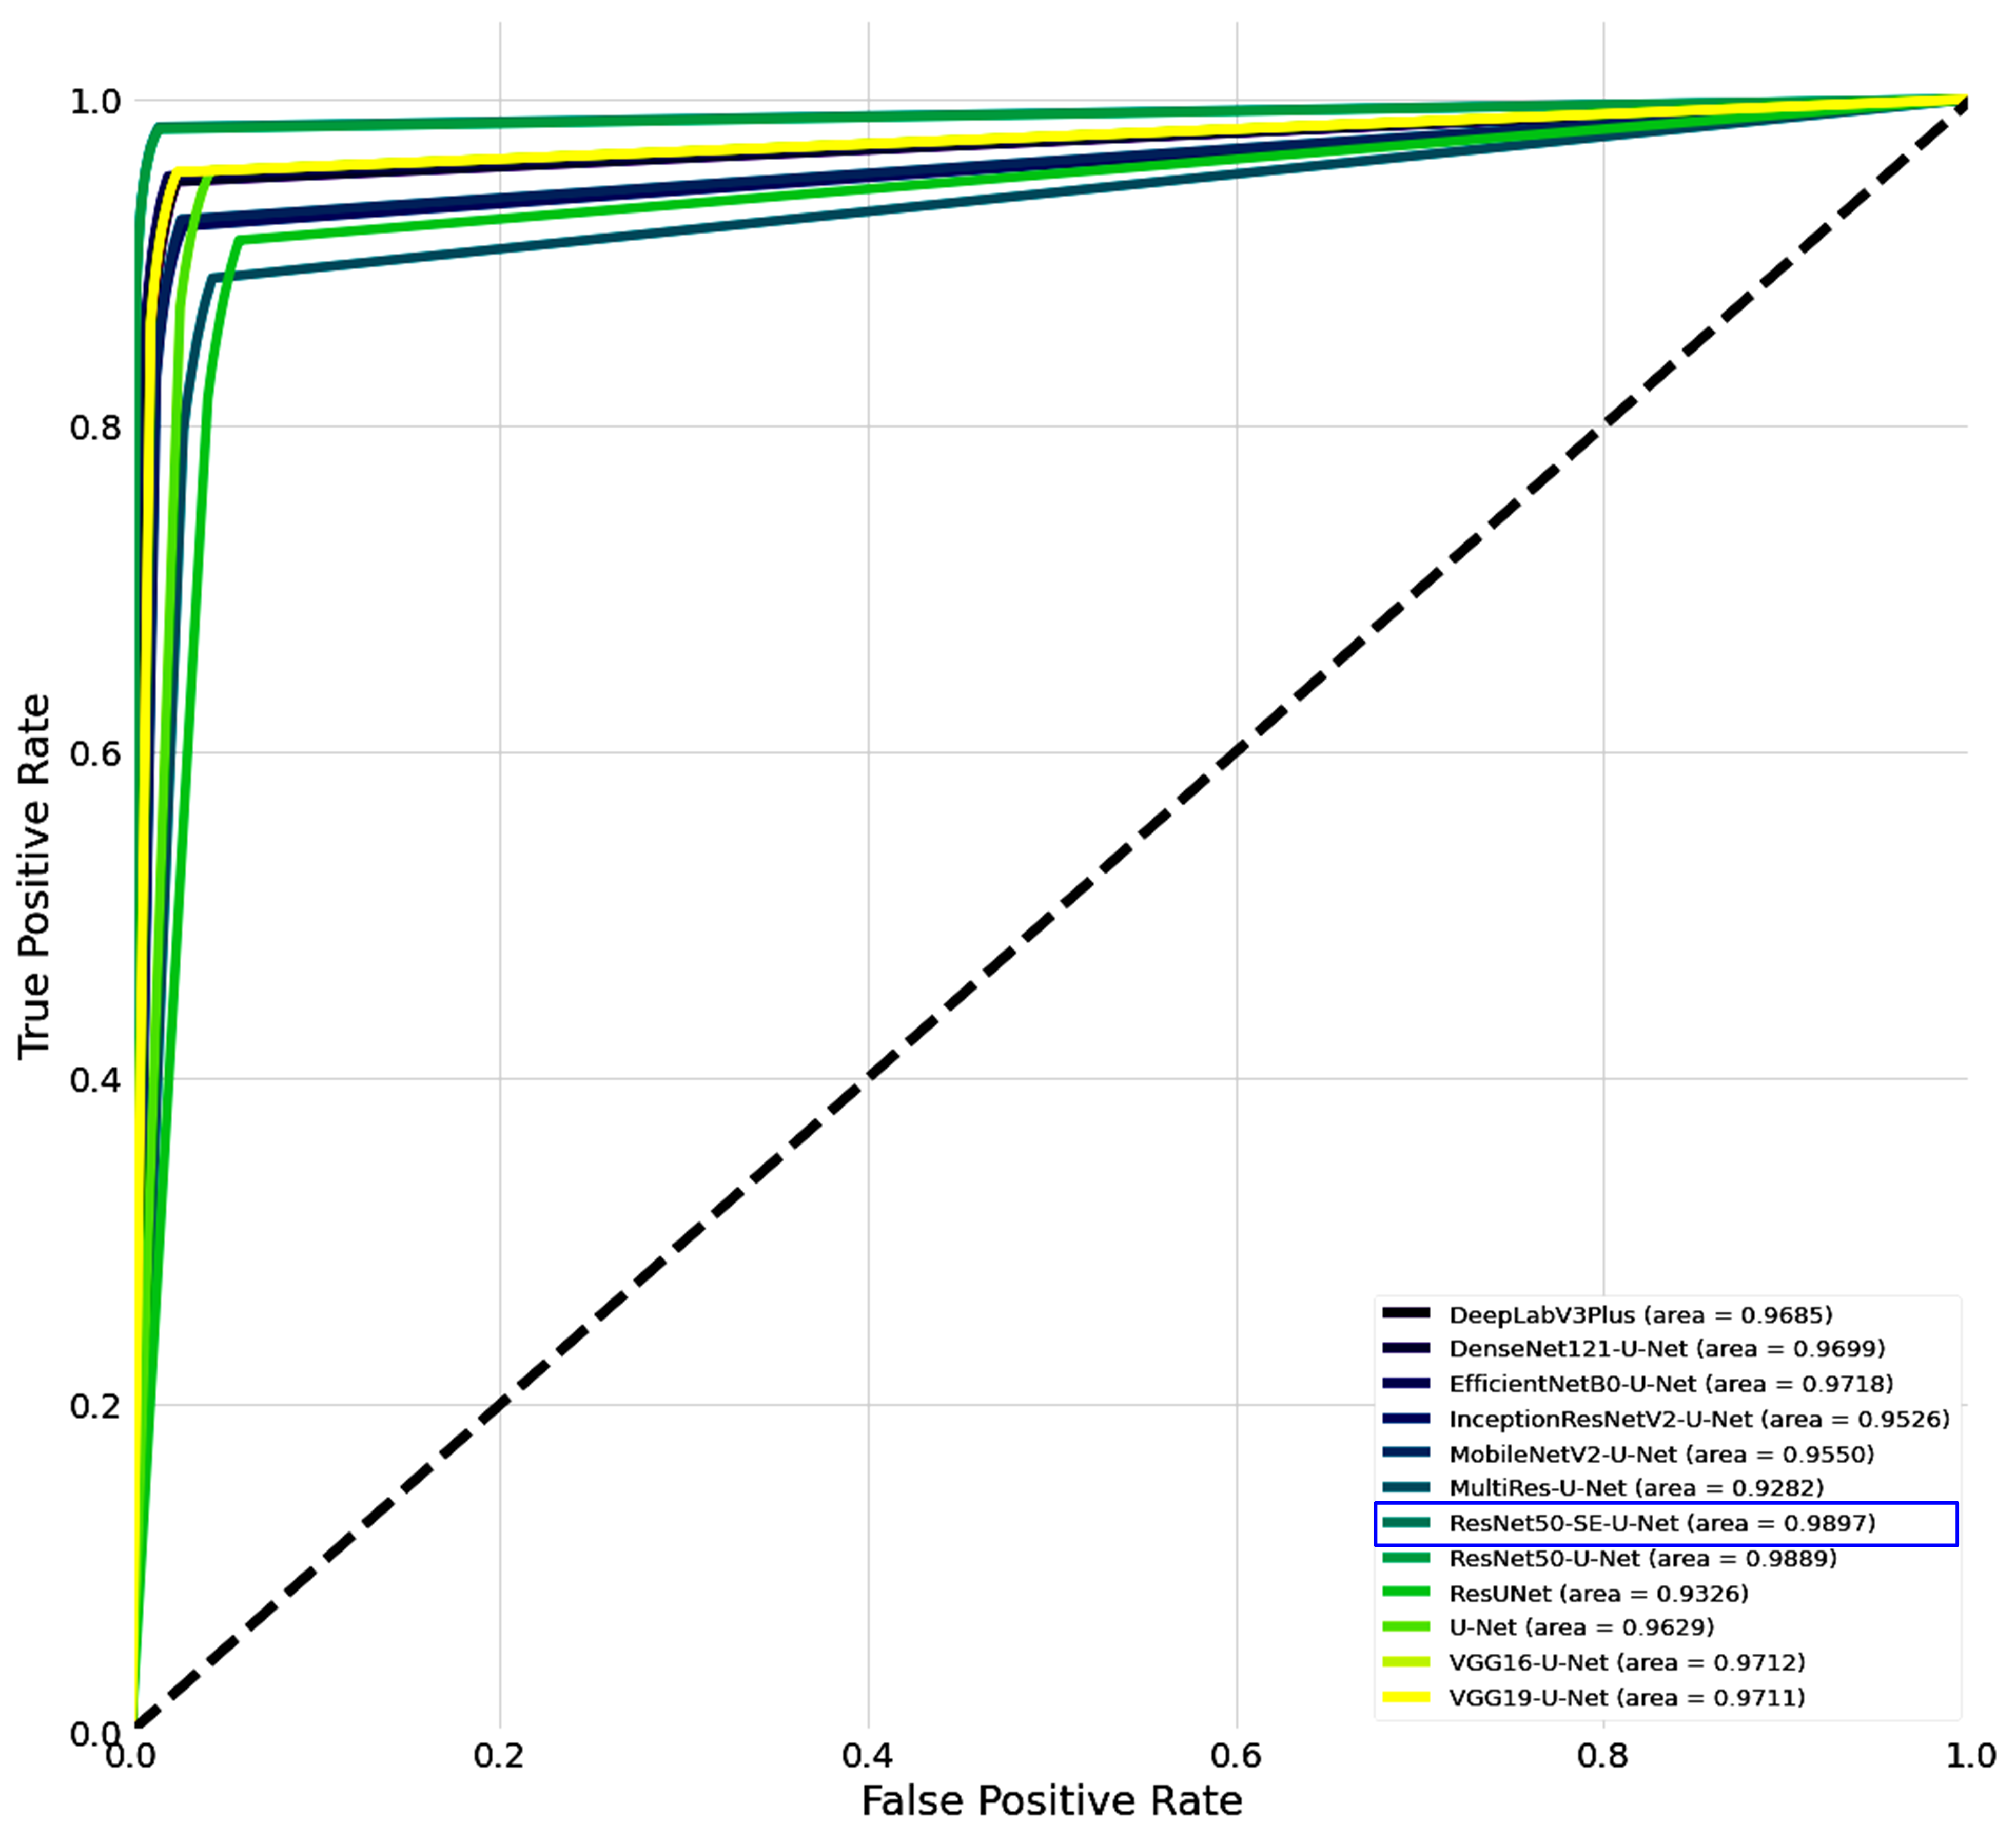 1.0
0.8
0.6
0.4
0.2
0.0
True Positive Rate
0.0 0.2 0.4 0.6 0.8 1.0
False Positive Rate
DeepLabV3Plus (area = 0.9685)
DenseNet121-U-Net (area = 0.9699)
EfficientNetB0-U-Net (area = 0.9718)
InceptionResNetV2-U-Net (area = 0.9526)
MobileNetV2-U-Net (area = 0.9550)
MultiRes-U-Net (area = 0.9282)
ResNet50-SE-U-Net (area = 0.9897)
ResNet50-U-Net (area = 0.9889)
ResUNet (area = 0.9326)
U-Net (area = 0.9629)
VGG16-U-Net (area = 0.9712)
VGG19-U-Net (area = 0.9711)